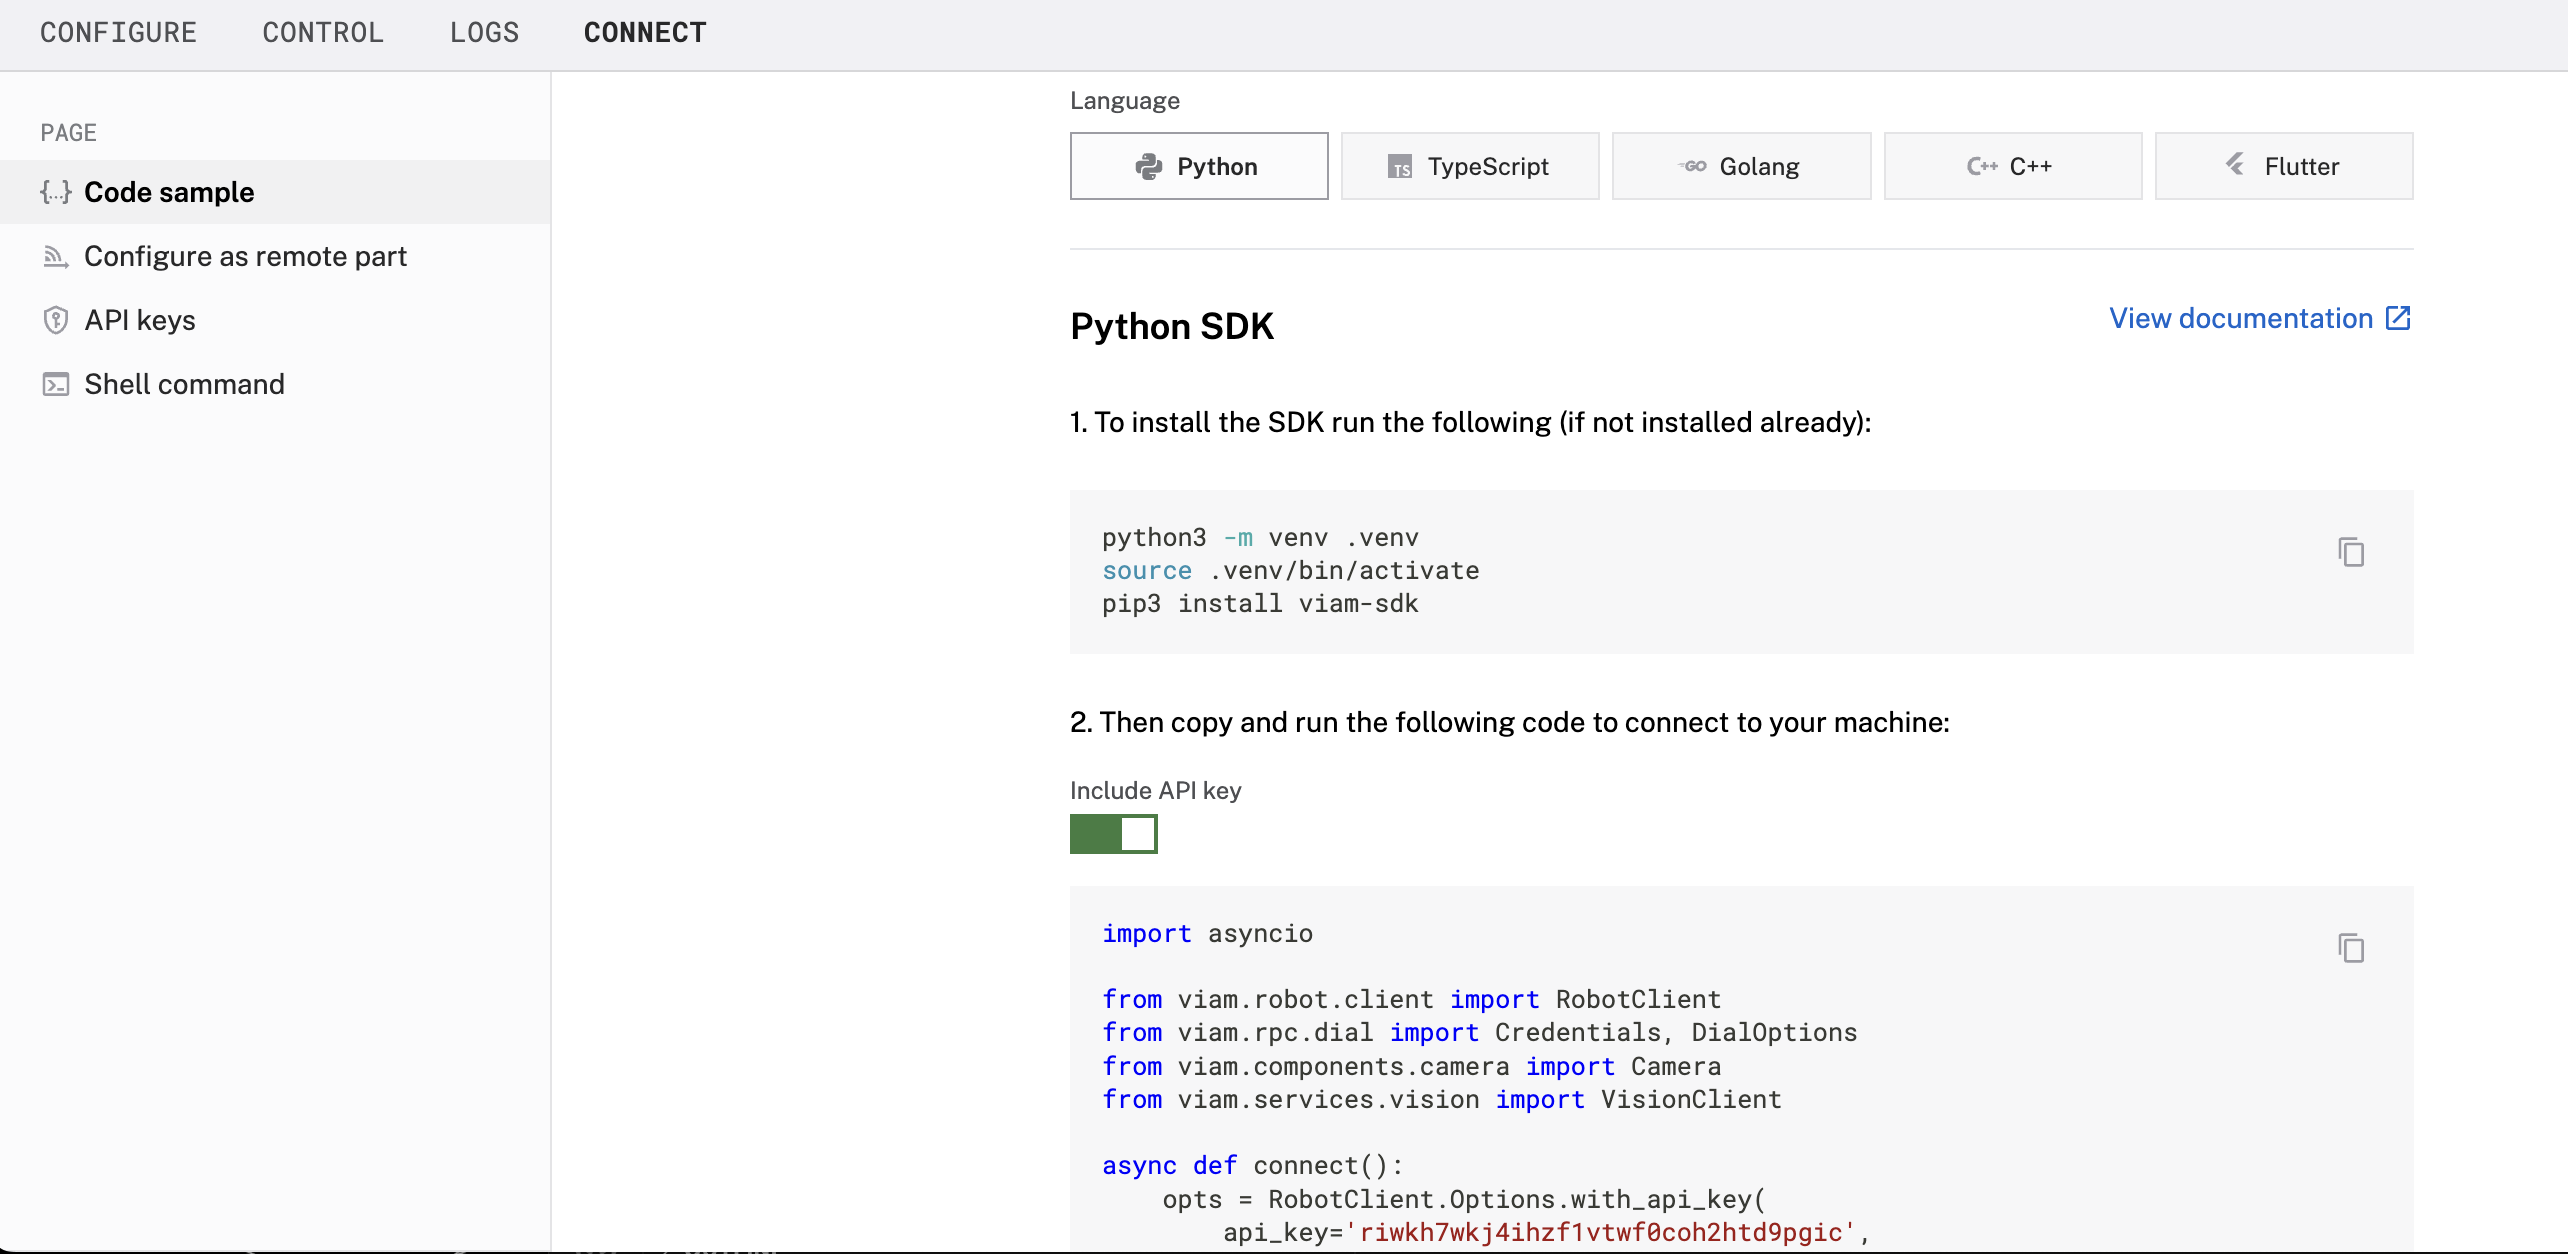 CONFIGURE CONTROL LOGS CONNECT
PAGE
{...} Code sample
Configure as remote part
API keys
Shell command
Language
Python
TS TypeScript
GO Golang
C++ C++
Flutter
Python SDK
View documentation
1. To install the SDK run the following (if not installed already):
python3 -m venv .venv
source .venv/bin/activate
pip3 install viam-sdk
2. Then copy and run the following code to connect to your machine:
Include API key
import asyncio
from viam.robot.client import RobotClient
from viam.rpc.dial import Credentials, DialOptions
from viam.components.camera import Camera
from viam.services.vision import VisionClient
async def connect():
    opts = RobotClient.Options.with_api_key(
        api_key='riwkh7wkj4ihzf1vtwf0coh2htd9pgic',